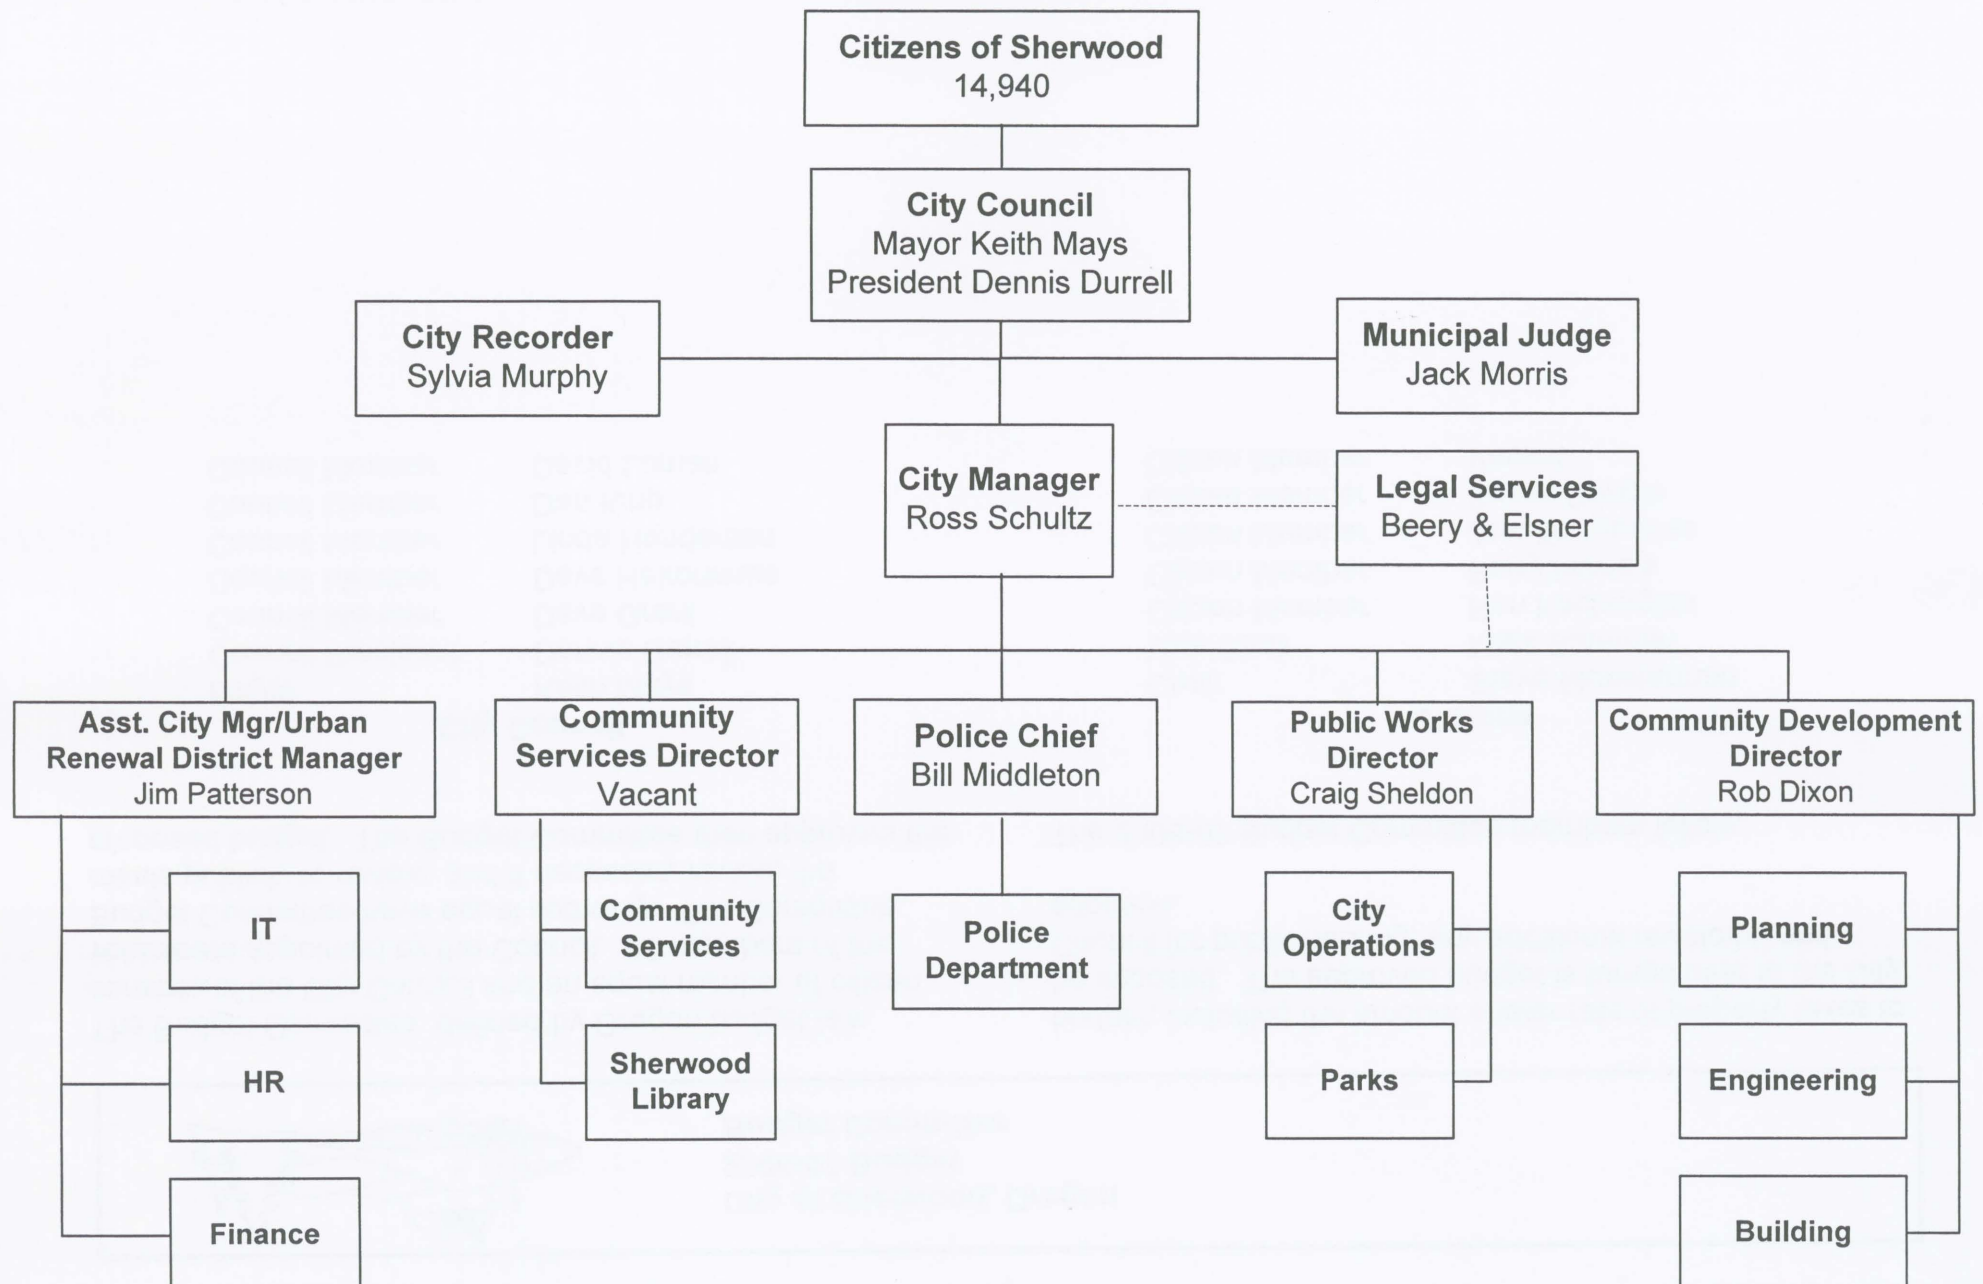 Citizens of Sherwood
14,940
City Council
Mayor Keith Mays
President Dennis Durrell
City Recorder
Sylvia Murphy
Municipal Judge
Jack Morris
City Manager
Ross Schultz
Legal Services
Beery & Elsner
Asst. City Mgr/Urban
Renewal District Manager
Jim Patterson
Community
Services Director
Vacant
Police Chief
Bill Middleton
Public Works
Director
Craig Sheldon
Community Development
Director
Rob Dixon
IT
Community
Services
Police
Department
City
Operations
Planning
HR
Sherwood
Library
Parks
Engineering
Finance
Building